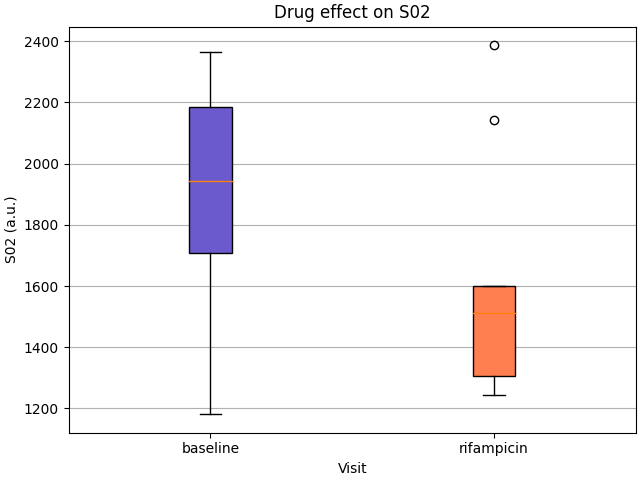 Drug effect on S02
2400
2200
2000
1800
1600
1400
1200
S02 (a.u.)
baseline
rifampicin
Visit